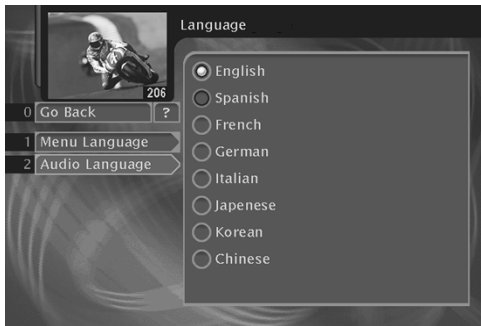 Language
206
0 Go Back ?
1 Menu Language
2 Audio Language
English
Spanish
French
German
Italian
Japenese
Korean
Chinese